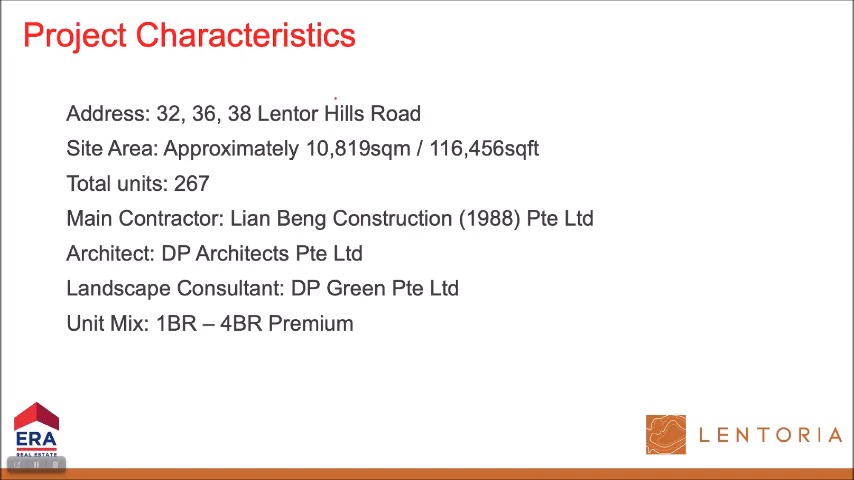 Project Characteristics
Address: 32, 36, 38 Lentor Hills Road
Site Area: Approximately 10,819sqm / 116,456sqft
Total units: 267
Main Contractor: Lian Beng Construction (1988) Pte Ltd
Architect: DP Architects Pte Ltd
Landscape Consultant: DP Green Pte Ltd
Unit Mix: 1BR – 4BR Premium
ERA
REAL ESTATE
LENTORIA